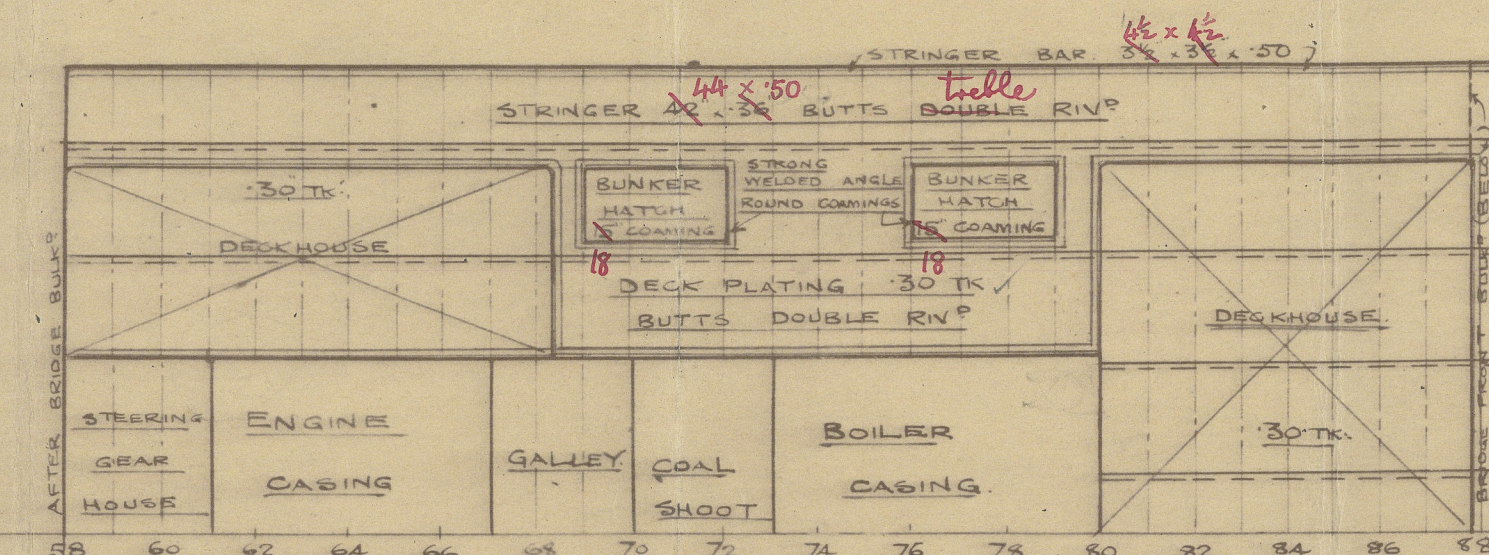 4½ x 4½
STRINGER BAR. 3½ x 3½ x .50
44 x .50 treble
STRINGER 42 x .36 BUTTS DOUBLE RIVD
.30 TK.
DECKHOUSE
BUNKER
HATCH
15" COAMING
18
STRONG
WELDED ANGLE
ROUND COAMINGS
BUNKER
HATCH
15" COAMING
18
DECK PLATING .30 TK ✓
BUTTS DOUBLE RIVD
DECKHOUSE.
.30 TK.
AFTER BRIDGE BULKD
BRIDGE FRONT BULKD (BELOW)
STEERING
GEAR
HOUSE
ENGINE
CASING
GALLEY.
COAL
SHOOT
BOILER
CASING.
58 60 62 64 66 68 70 72 74 76 78 80 82 84 86 88